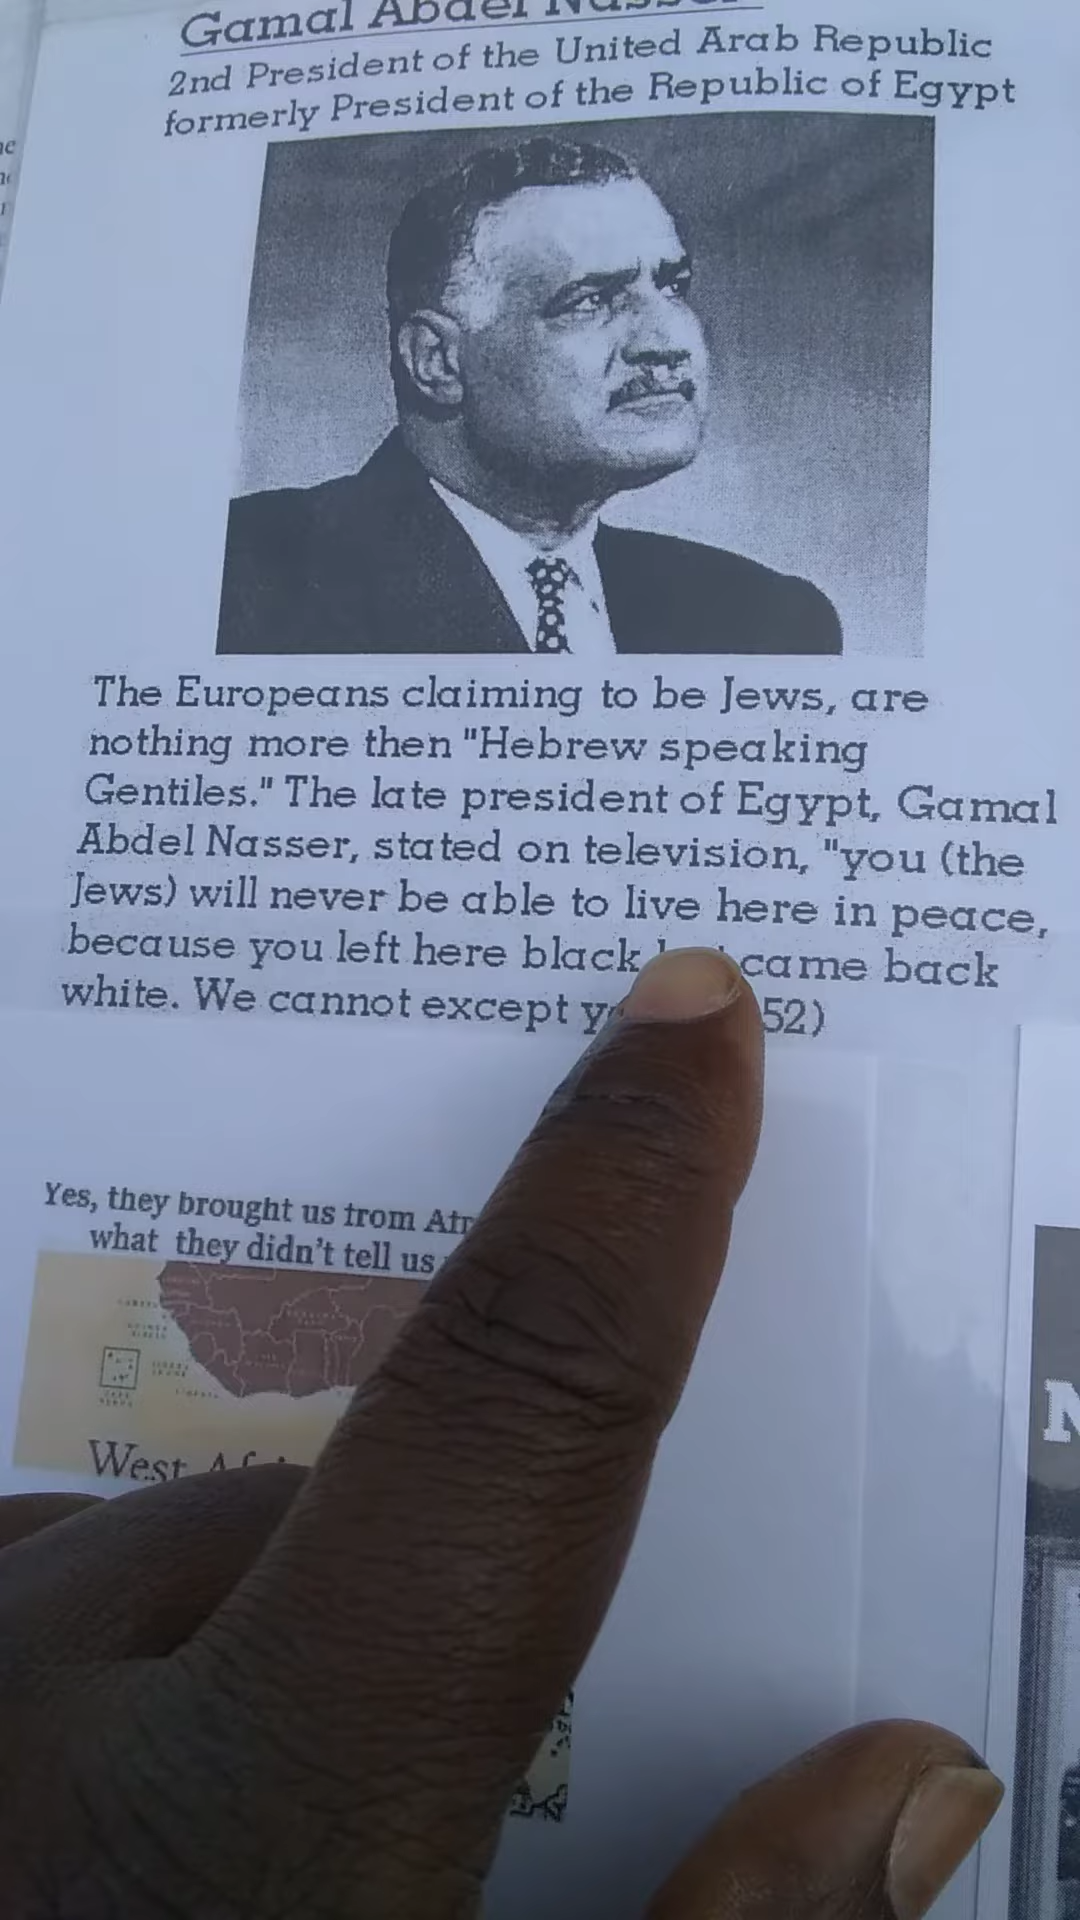 Gamal Abdel Nasser
2nd President of the United Arab Republic
formerly President of the Republic of Egypt
The Europeans claiming to be Jews, are
nothing more then "Hebrew speaking
Gentiles." The late president of Egypt, Gamal
Abdel Nasser, stated on television, "you (the
Jews) will never be able to live here in peace,
because you left here black came back
white. We cannot except 52)
Yes, they brought us from
what they didn't tell us
West
N